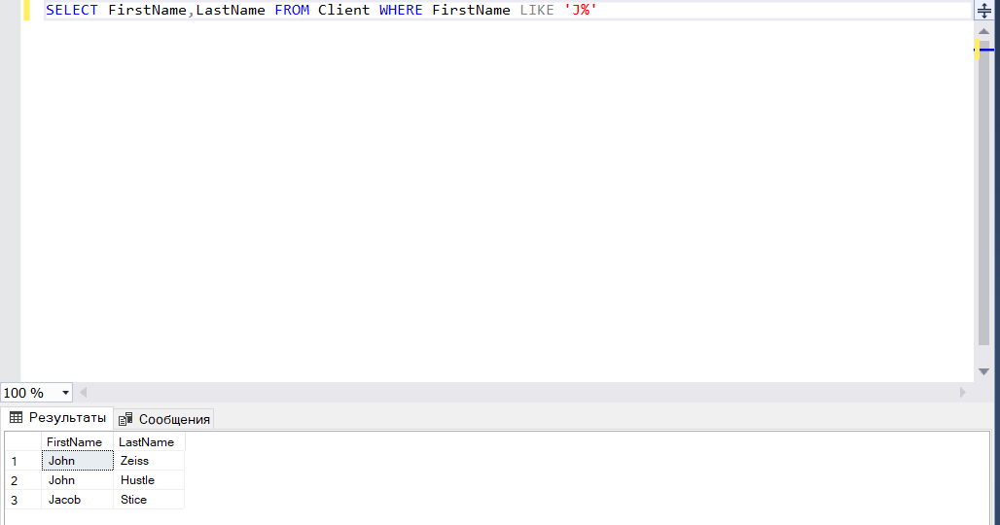 SELECT FirstName,LastName FROM Client WHERE FirstName LIKE 'J%'
100 %
Результаты Сообщения
FirstName LastName
1 John Zeiss
2 John Hustle
3 Jacob Stice